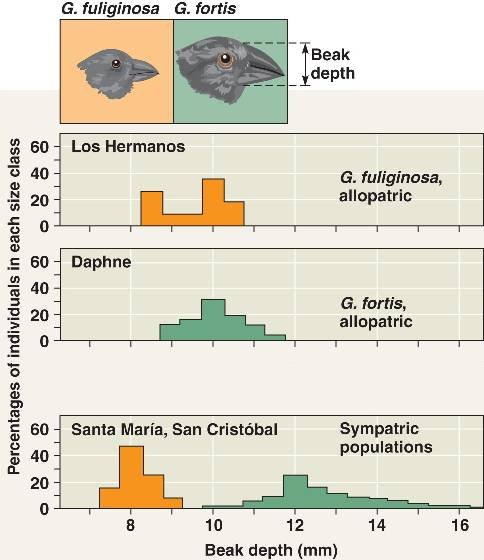 G. fuliginosa G. fortis
Beak
depth
Percentages of individuals in each size class
60
40
20
0
Los Hermanos
G. fuliginosa,
allopatric
60
40
20
0
Daphne
G. fortis,
allopatric
60
40
20
0
Santa María, San Cristóbal
Sympatric
populations
8 10 12 14 16
Beak depth (mm)